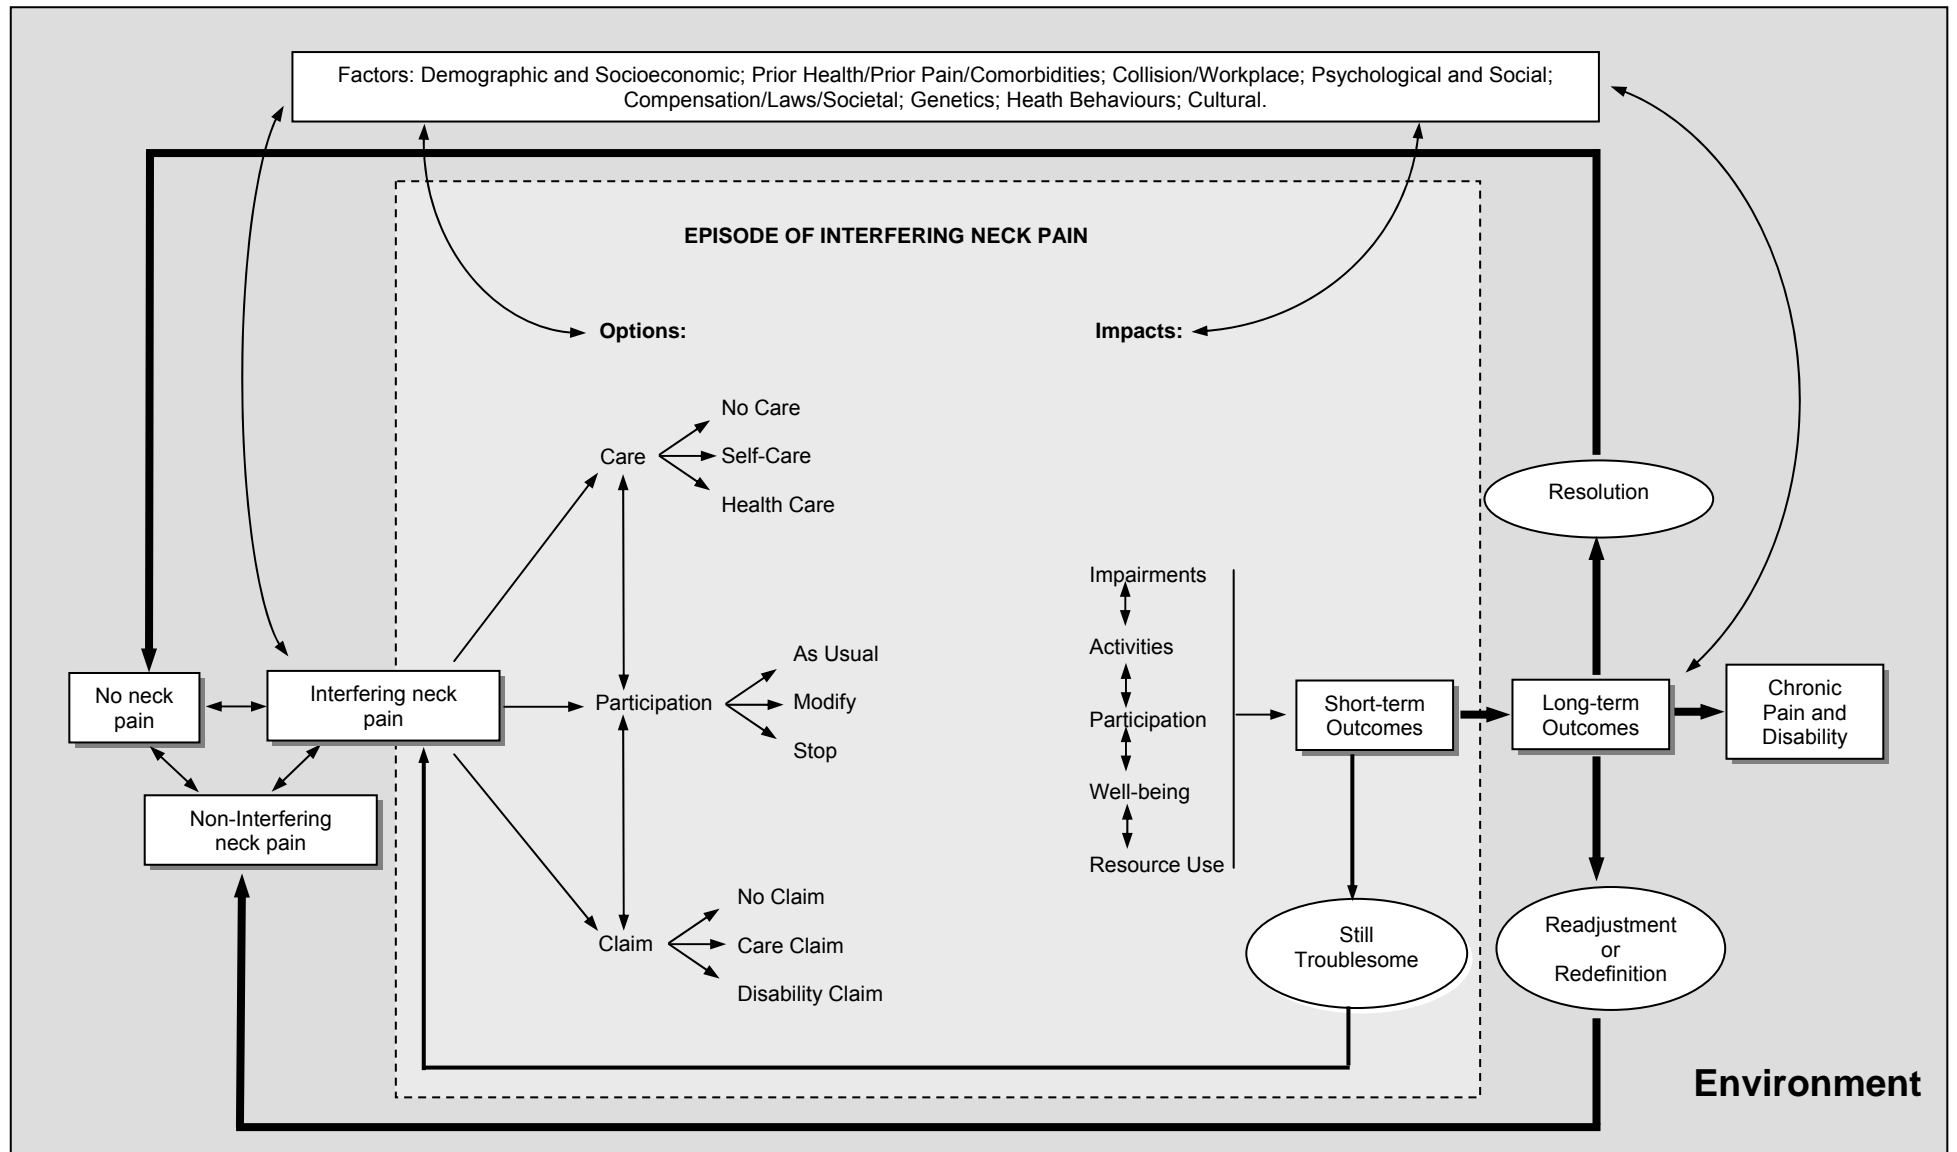 Factors: Demographic and Socioeconomic; Prior Health/Prior Pain/Comorbidities; Collision/Workplace; Psychological and Social;
Compensation/Laws/Societal; Genetics; Heath Behaviours; Cultural.
EPISODE OF INTERFERING NECK PAIN
Options:
Impacts:
No Care
Care
Self-Care
Health Care
Resolution
Impairments
Activities
As Usual
Participation
Modify
Stop
Participation
Well-being
Resource Use
No neck
pain
Interfering neck
pain
Non-Interfering
neck pain
Short-term
Outcomes
Long-term
Outcomes
Chronic
Pain and
Disability
No Claim
Claim
Care Claim
Disability Claim
Still
Troublesome
Readjustment
or
Redefinition
Environment